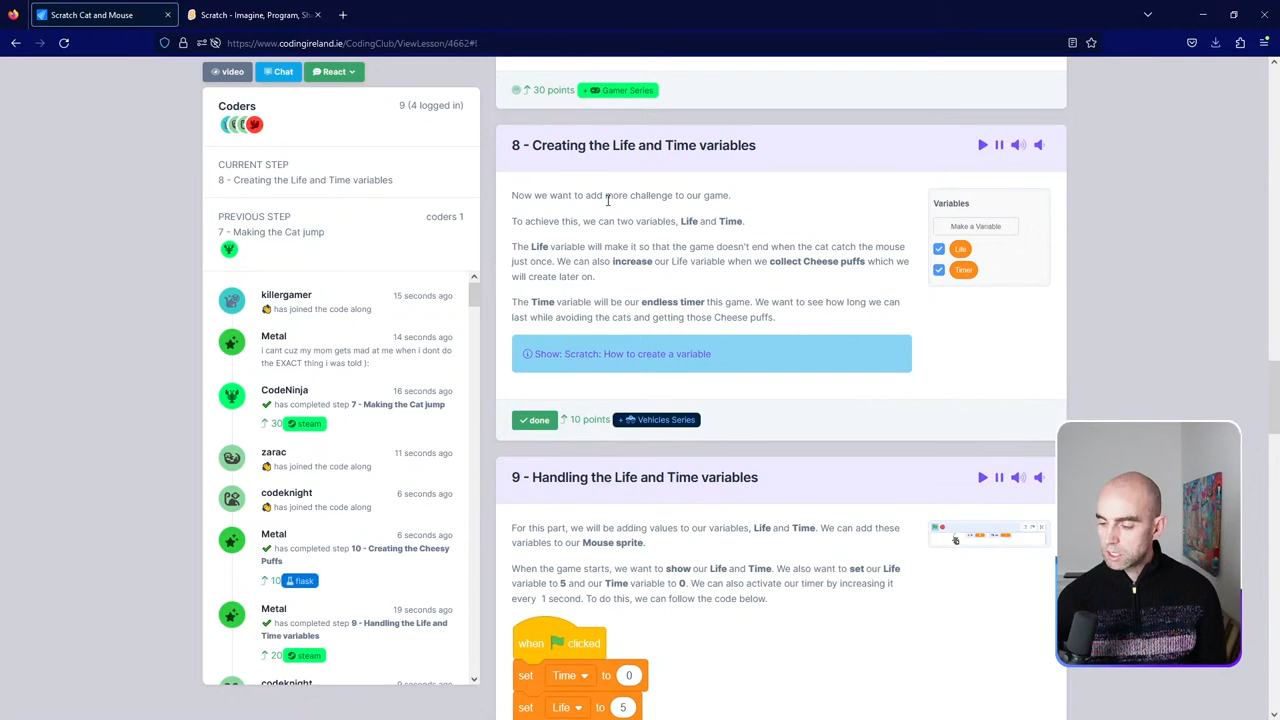 Scratch Cat and Mouse
Scratch - Imagine, Program, Sh
https://www.codingireland.ie/CodingClub/ViewLesson/4662#!
video
Chat
React
Coders
9 (4 logged in)
CURRENT STEP
8 - Creating the Life and Time variables
PREVIOUS STEP
coders 1
7 - Making the Cat jump
killergamer
15 seconds ago
has joined the code along
Metal
14 seconds ago
i cant cuz my mom gets mad at me when i dont do
the EXACT thing i was told ):
CodeNinja
16 seconds ago
has completed step 7 - Making the Cat jump
30 steam
zarac
11 seconds ago
has joined the code along
codeknight
6 seconds ago
has joined the code along
Metal
6 seconds ago
has completed step 10 - Creating the Cheesy
Puffs
10 flask
Metal
19 seconds ago
has completed step 9 - Handling the Life and
Time variables
20 steam
codeknight
9 seconds ago
30 points + Gamer Series
8 - Creating the Life and Time variables
Now we want to add more challenge to our game.
To achieve this, we can two variables, Life and Time.
The Life variable will make it so that the game doesn't end when the cat catch the mouse
just once. We can also increase our Life variable when we collect Cheese puffs which we
will create later on.
The Time variable will be our endless timer this game. We want to see how long we can
last while avoiding the cats and getting those Cheese puffs.
Show: Scratch: How to create a variable
Variables
Make a Variable
Life
Timer
done
10 points + Vehicles Series
9 - Handling the Life and Time variables
For this part, we will be adding values to our variables, Life and Time. We can add these
variables to our Mouse sprite.
When the game starts, we want to show our Life and Time. We also want to set our Life
variable to 5 and our Time variable to 0. We can also activate our timer by increasing it
every 1 second. To do this, we can follow the code below.
when clicked
set Time to 0
set Life to 5